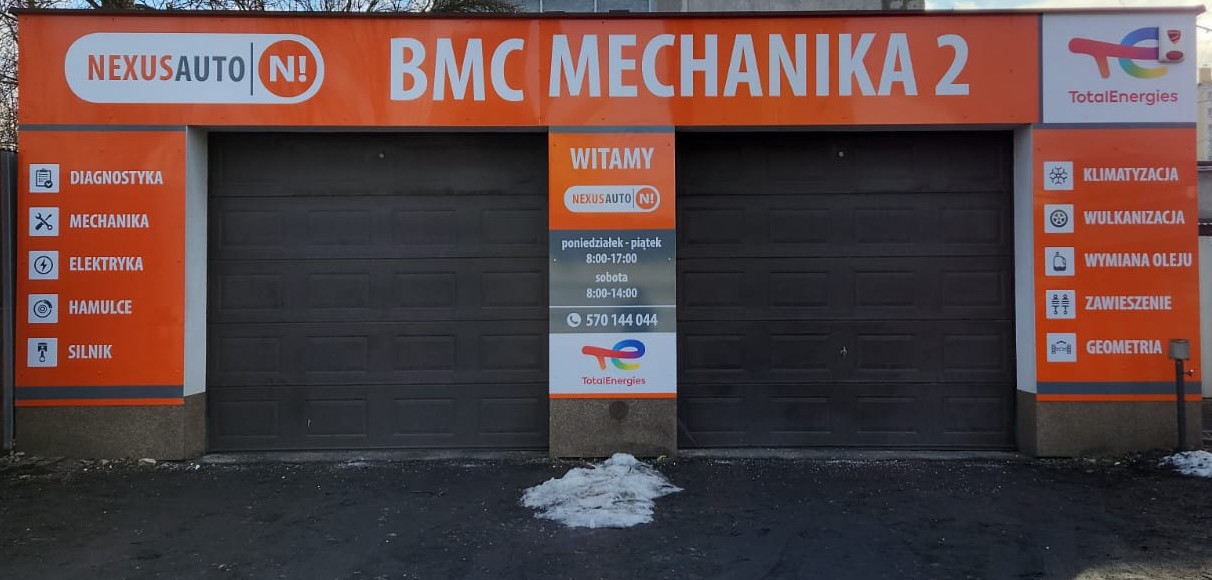 NEXUSAUTO N!
BMC MECHANIKA 2
TotalEnergies
DIAGNOSTYKA
MECHANIKA
ELEKTRYKA
HAMULCE
SILNIK
WITAMY
NEXUSAUTO N!
poniedziałek - piątek
8:00-17:00
sobota
8:00-14:00
570 144 044
TotalEnergies
KLIMATYZACJA
WULKANIZACJA
WYMIANA OLEJU
ZAWIESZENIE
GEOMETRIA